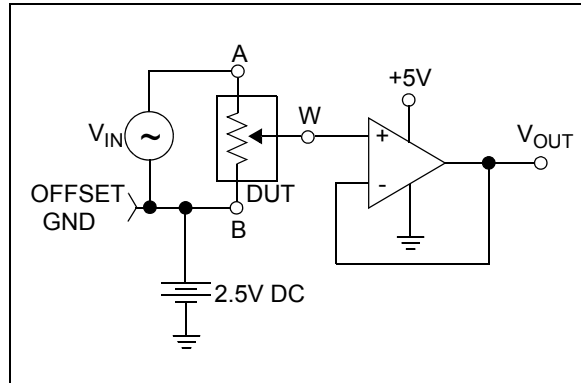 A
+5V
W
V_IN
~
+
V_OUT
-
OFFSET
GND
DUT
B
2.5V DC